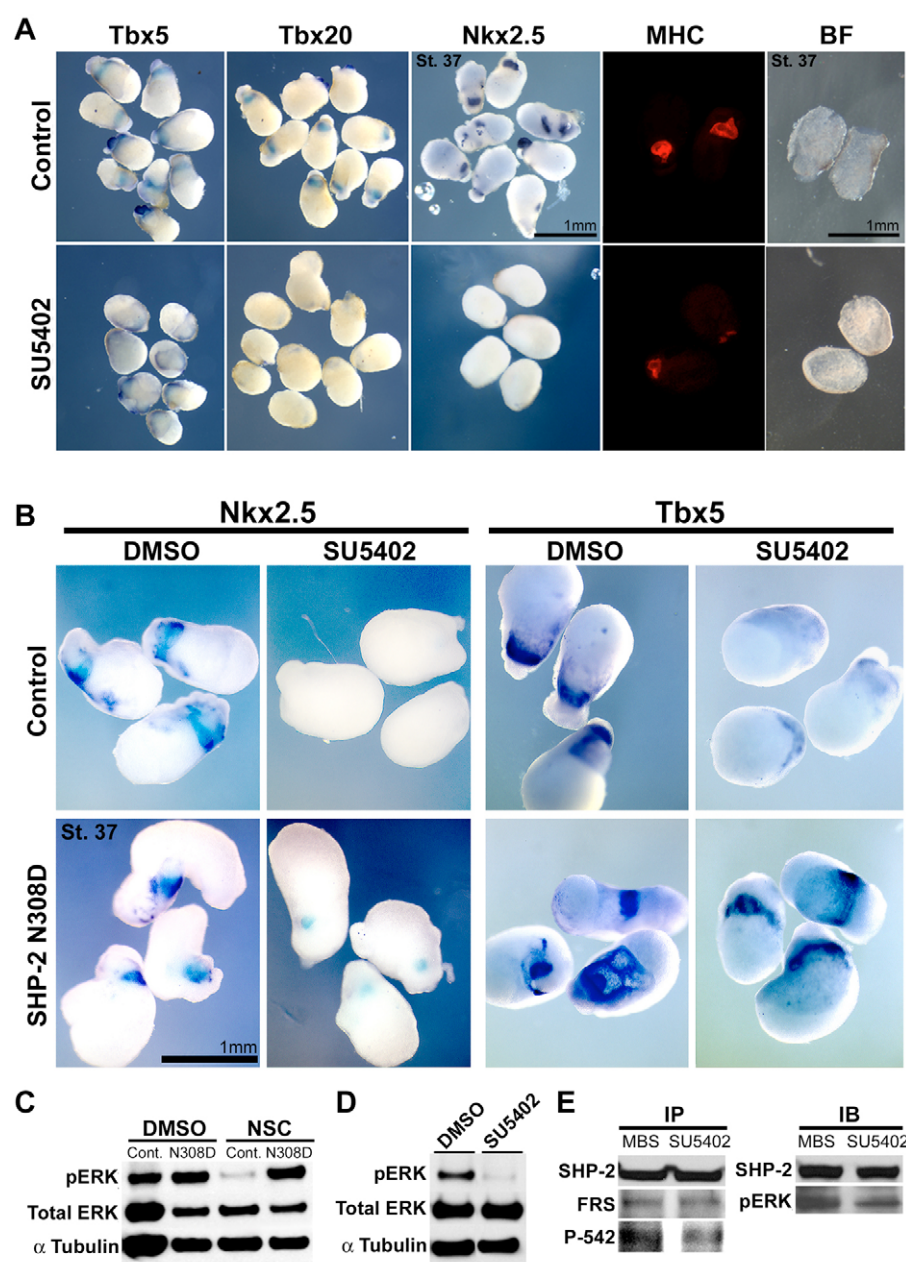 A
Tbx5 Tbx20 Nkx2.5 MHC BF
Control
St. 37
St. 37
1mm
1mm
SU5402
B
Nkx2.5 Tbx5
DMSO SU5402 DMSO SU5402
Control
SHP-2 N308D
St. 37
1mm
C
DMSO NSC
Cont. N308D Cont. N308D
pERK
Total ERK
α Tubulin
D
DMSO SU5402
pERK
Total ERK
α Tubulin
E
IP IB
MBS SU5402 MBS SU5402
SHP-2 SHP-2
FRS pERK
P-542